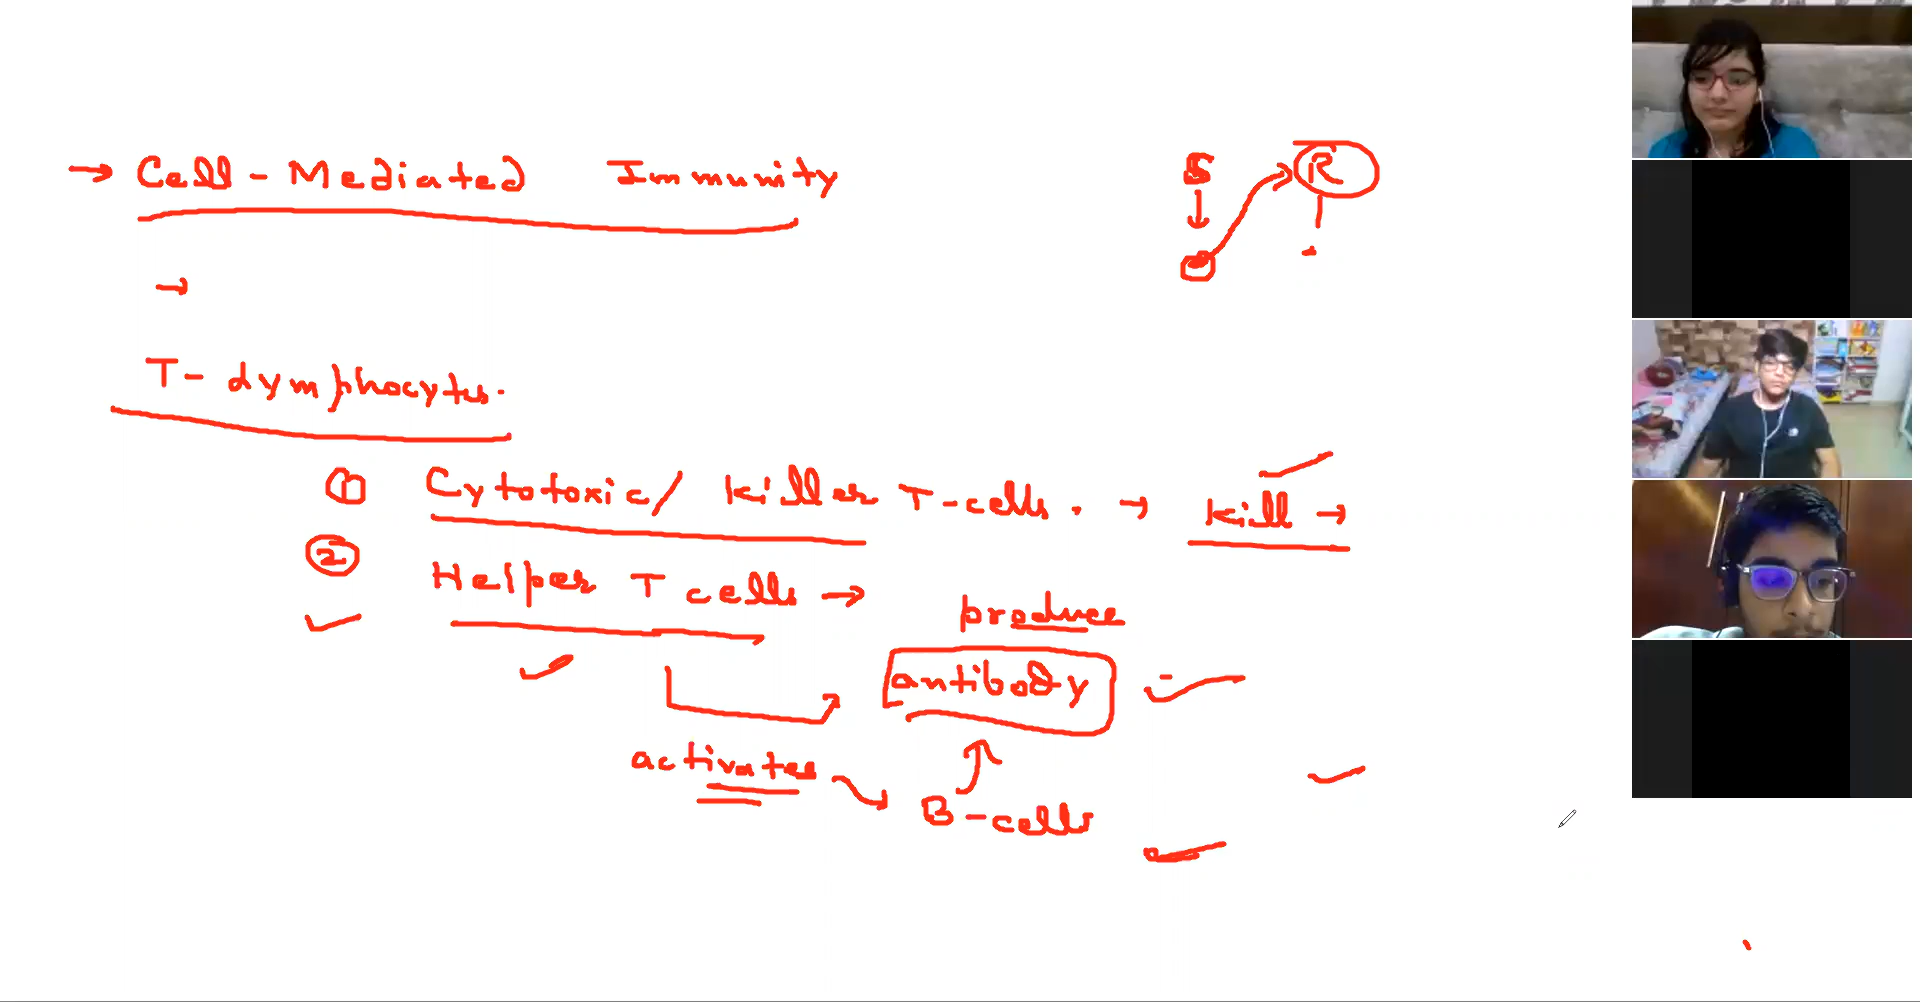 → Cell - Mediated Immunity
S → R
→
T - Lymphocytes.
① Cytotoxic / Killer T-cells. → Kill →
② Helper T cells →
produce
antibody
activates
B-cells